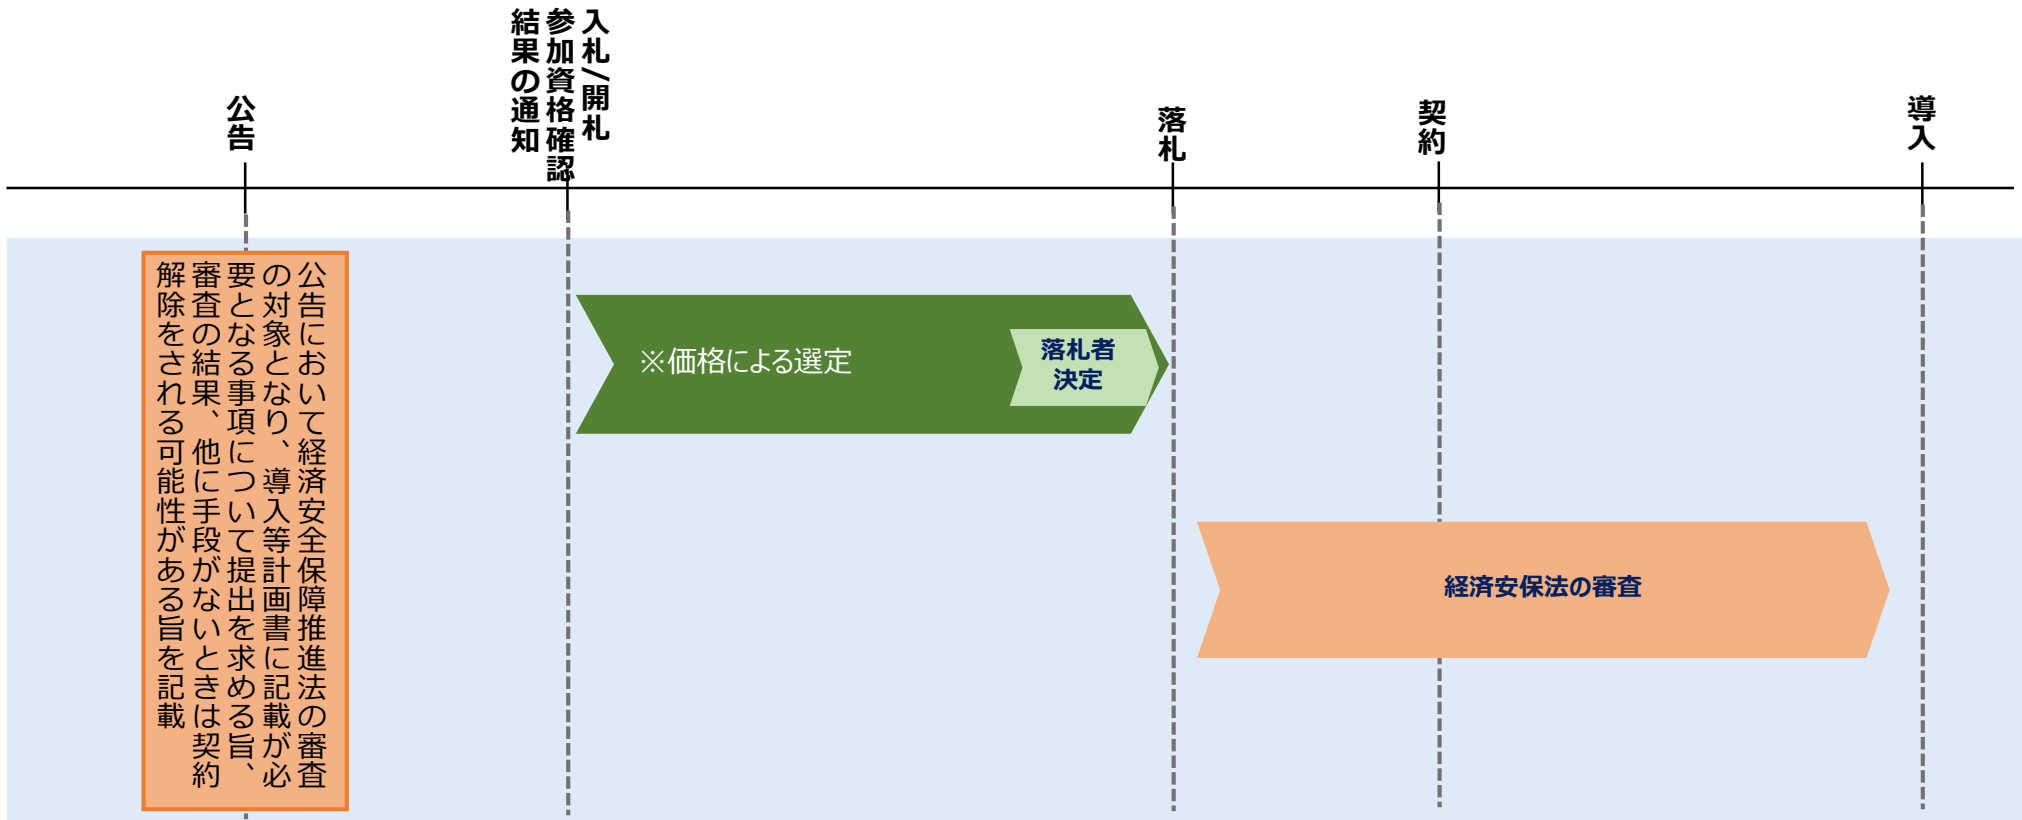 公告
入札/開札
参加資格確認
結果の通知
落札
契約
導入
公告において経済安全保障推進法の審査
の対象となり、導入等計画書に記載が必
要となる事項について提出を求める旨、
審査の結果、他に手段がないときは契約
解除をされる可能性がある旨を記載
※価格による選定
落札者
決定
経済安保法の審査